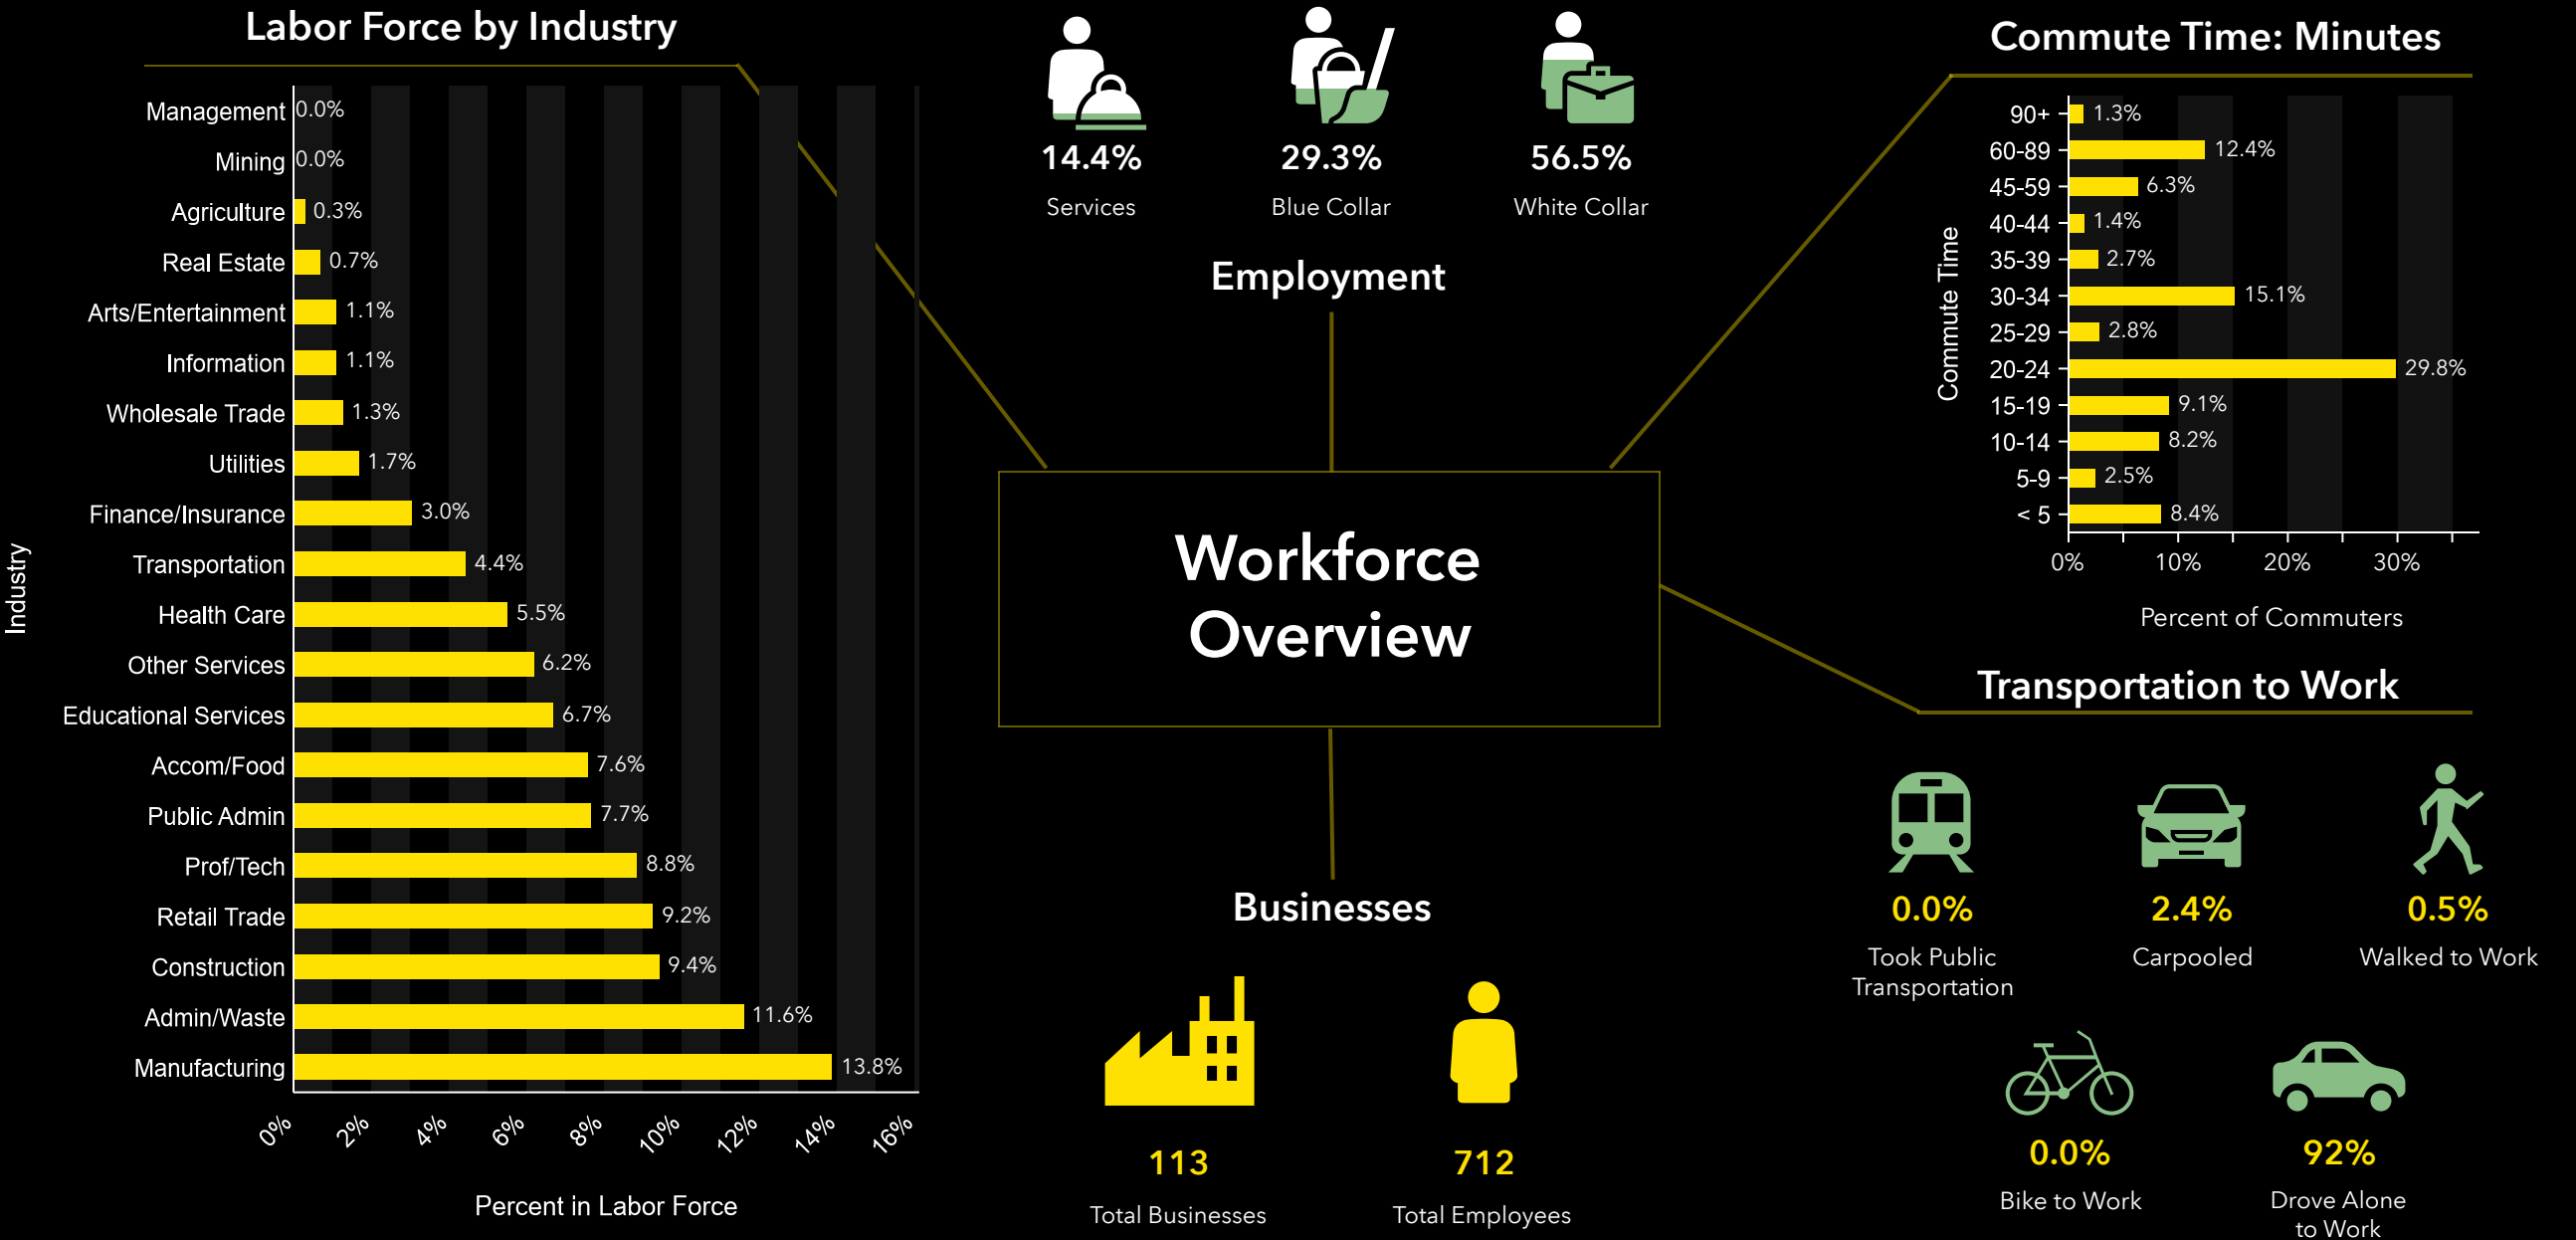 Labor Force by Industry
Industry
Management 0.0%
Mining 0.0%
Agriculture 0.3%
Real Estate 0.7%
Arts/Entertainment 1.1%
Information 1.1%
Wholesale Trade 1.3%
Utilities 1.7%
Finance/Insurance 3.0%
Transportation 4.4%
Health Care 5.5%
Other Services 6.2%
Educational Services 6.7%
Accom/Food 7.6%
Public Admin 7.7%
Prof/Tech 8.8%
Retail Trade 9.2%
Construction 9.4%
Admin/Waste 11.6%
Manufacturing 13.8%
0% 2% 4% 6% 8% 10% 12% 14% 16%
Percent in Labor Force
14.4% 29.3% 56.5%
Services Blue Collar White Collar
Employment
Workforce
Overview
Businesses
113 712
Total Businesses Total Employees
Commute Time: Minutes
Commute Time
90+ 1.3%
60-89 12.4%
45-59 6.3%
40-44 1.4%
35-39 2.7%
30-34 15.1%
25-29 2.8%
20-24 29.8%
15-19 9.1%
10-14 8.2%
5-9 2.5%
< 5 8.4%
0% 10% 20% 30%
Percent of Commuters
Transportation to Work
0.0% 2.4% 0.5%
Took Public Carpooled Walked to Work
Transportation
0.0% 92%
Bike to Work Drove Alone
to Work